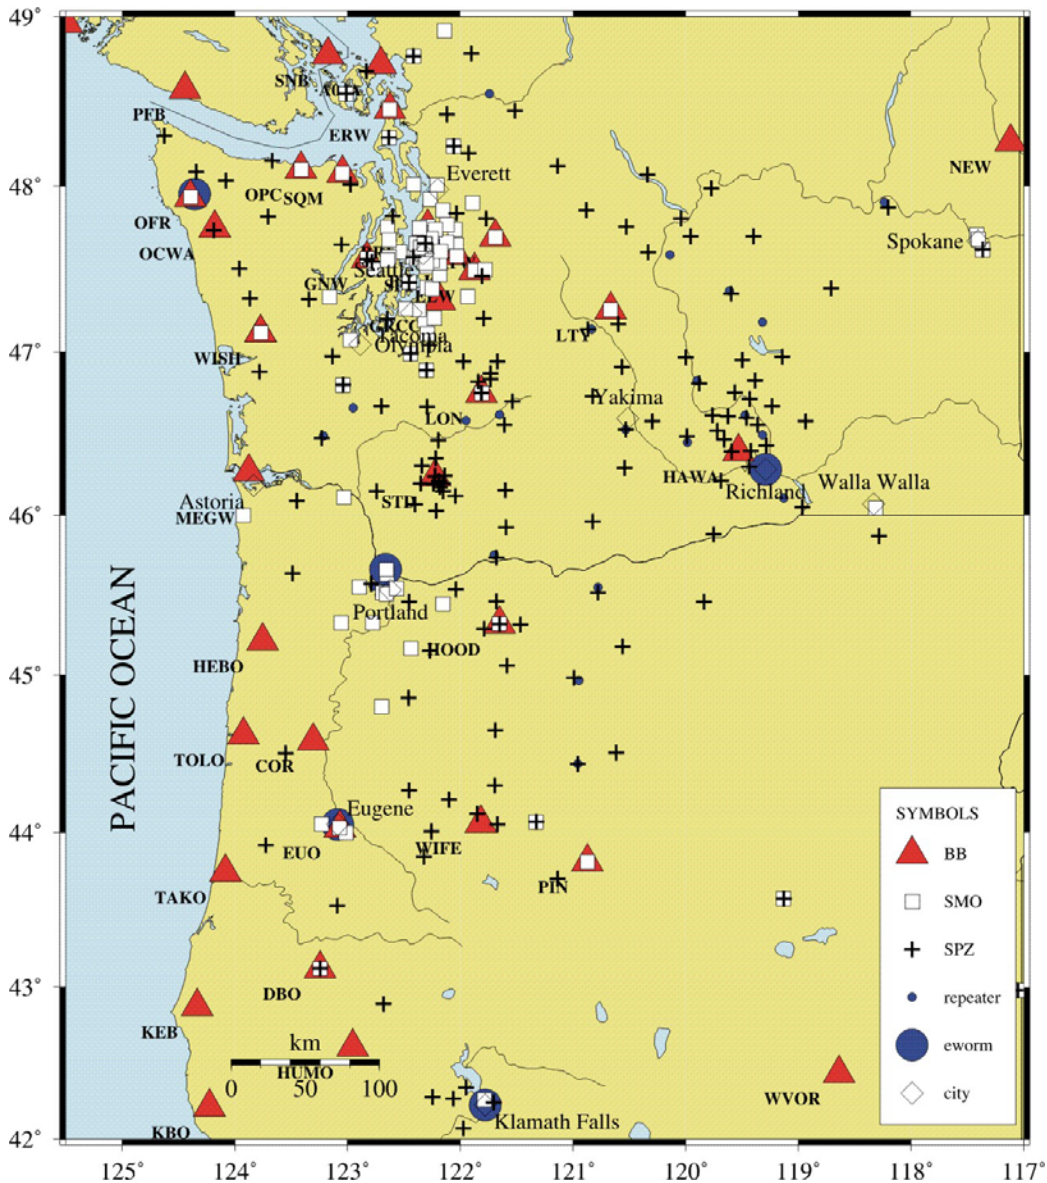 49°
48°
47°
46°
45°
44°
43°
42°
125°
124°
123°
122°
121°
120°
119°
118°
117°
PACIFIC OCEAN
SNB
PFB
ERW
NEW
Everett
OPC
SQM
OFR
OCWA
Spokane
Seattle
GNW
GRCC
Tacoma
Olympia
LTY
WISH
Yakima
LON
HAWA
Richland
Walla Walla
Astoria
MEGW
STD
Portland
HOOD
HEBO
TOLO
COR
Eugene
EUO
WIFE
PIN
TAKO
DBO
KEB
HUMO
WVOR
KBO
Klamath Falls
km
0
50
100
SYMBOLS
BB
SMO
SPZ
repeater
eworm
city